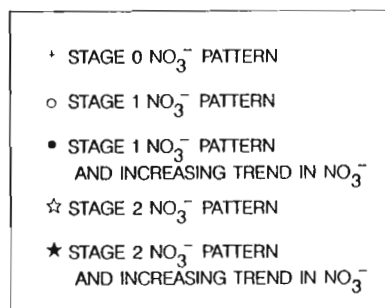 STAGE 0 NO₃⁻ PATTERN
STAGE 1 NO₃⁻ PATTERN
STAGE 1 NO₃⁻ PATTERN
AND INCREASING TREND IN NO₃⁻
STAGE 2 NO₃⁻ PATTERN
STAGE 2 NO₃⁻ PATTERN
AND INCREASING TREND IN NO₃⁻